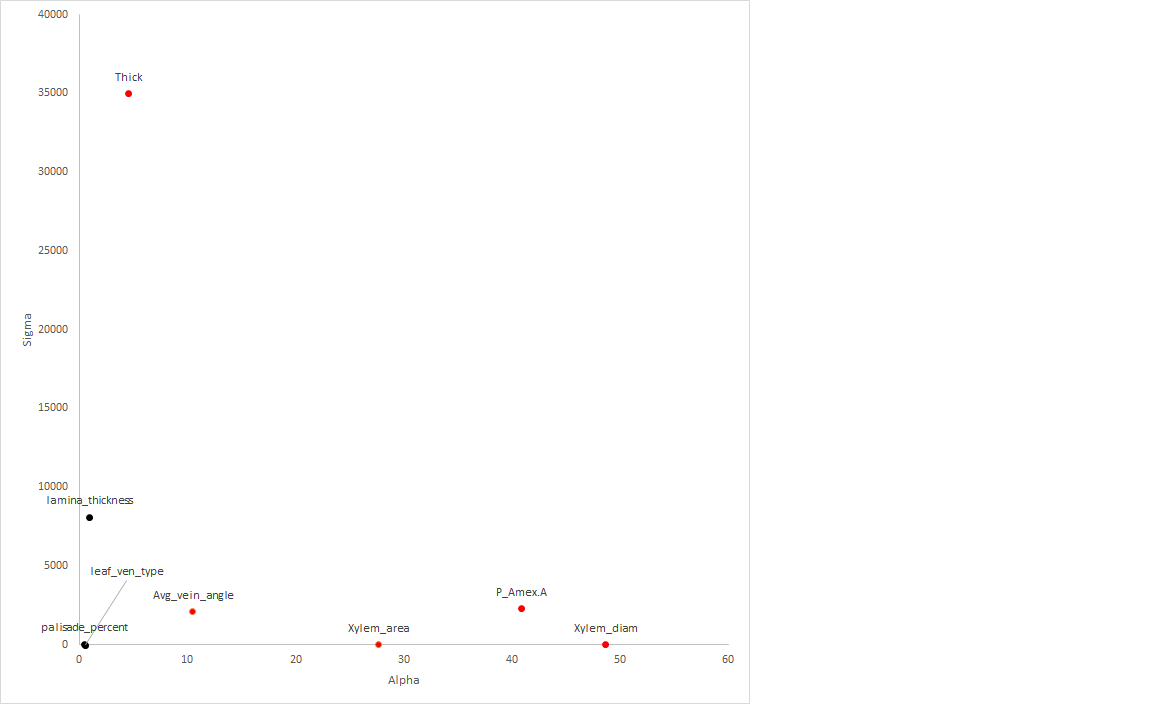 40000
Thick
35000
30000
25000
20000
Sigma
15000
10000
lamina_thickness
5000
leaf_ven_type
Avg_vein_angle
P_Amex.A
palisade_percent
Xylem_area
Xylem_diam
0
0 10 20 30 40 50 60
Alpha